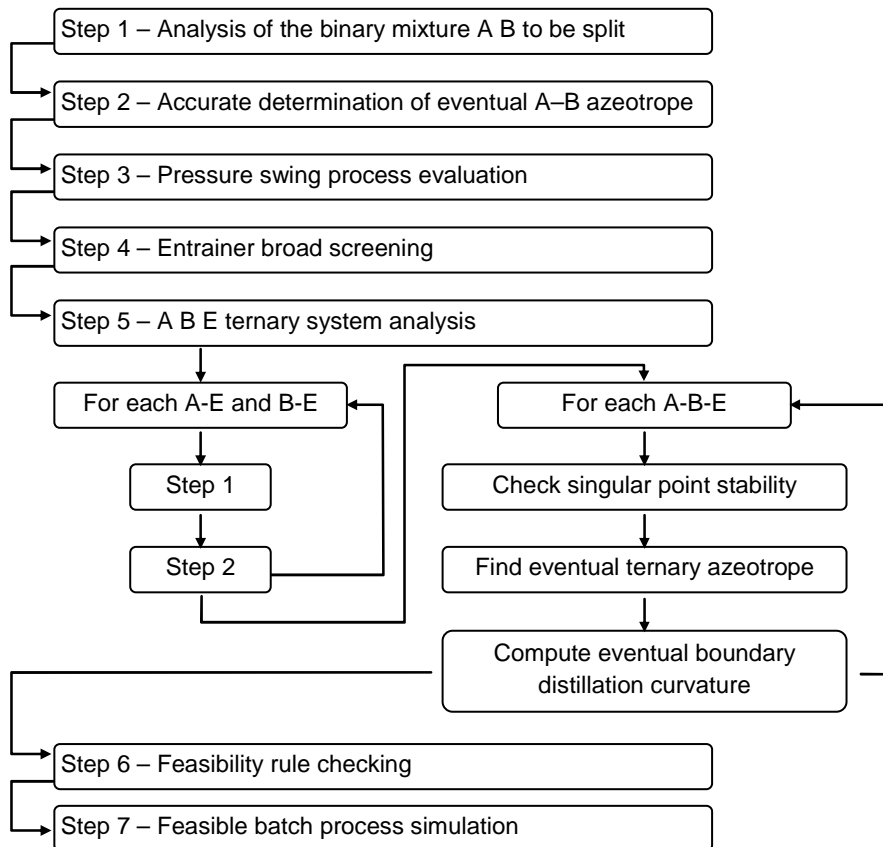 Step 1 – Analysis of the binary mixture A B to be split
Step 2 – Accurate determination of eventual A–B azeotrope
Step 3 – Pressure swing process evaluation
Step 4 – Entrainer broad screening
Step 5 – A B E ternary system analysis
For each A-E and B-E
Step 1
Step 2
For each A-B-E
Check singular point stability
Find eventual ternary azeotrope
Compute eventual boundary
distillation curvature
Step 6 – Feasibility rule checking
Step 7 – Feasible batch process simulation